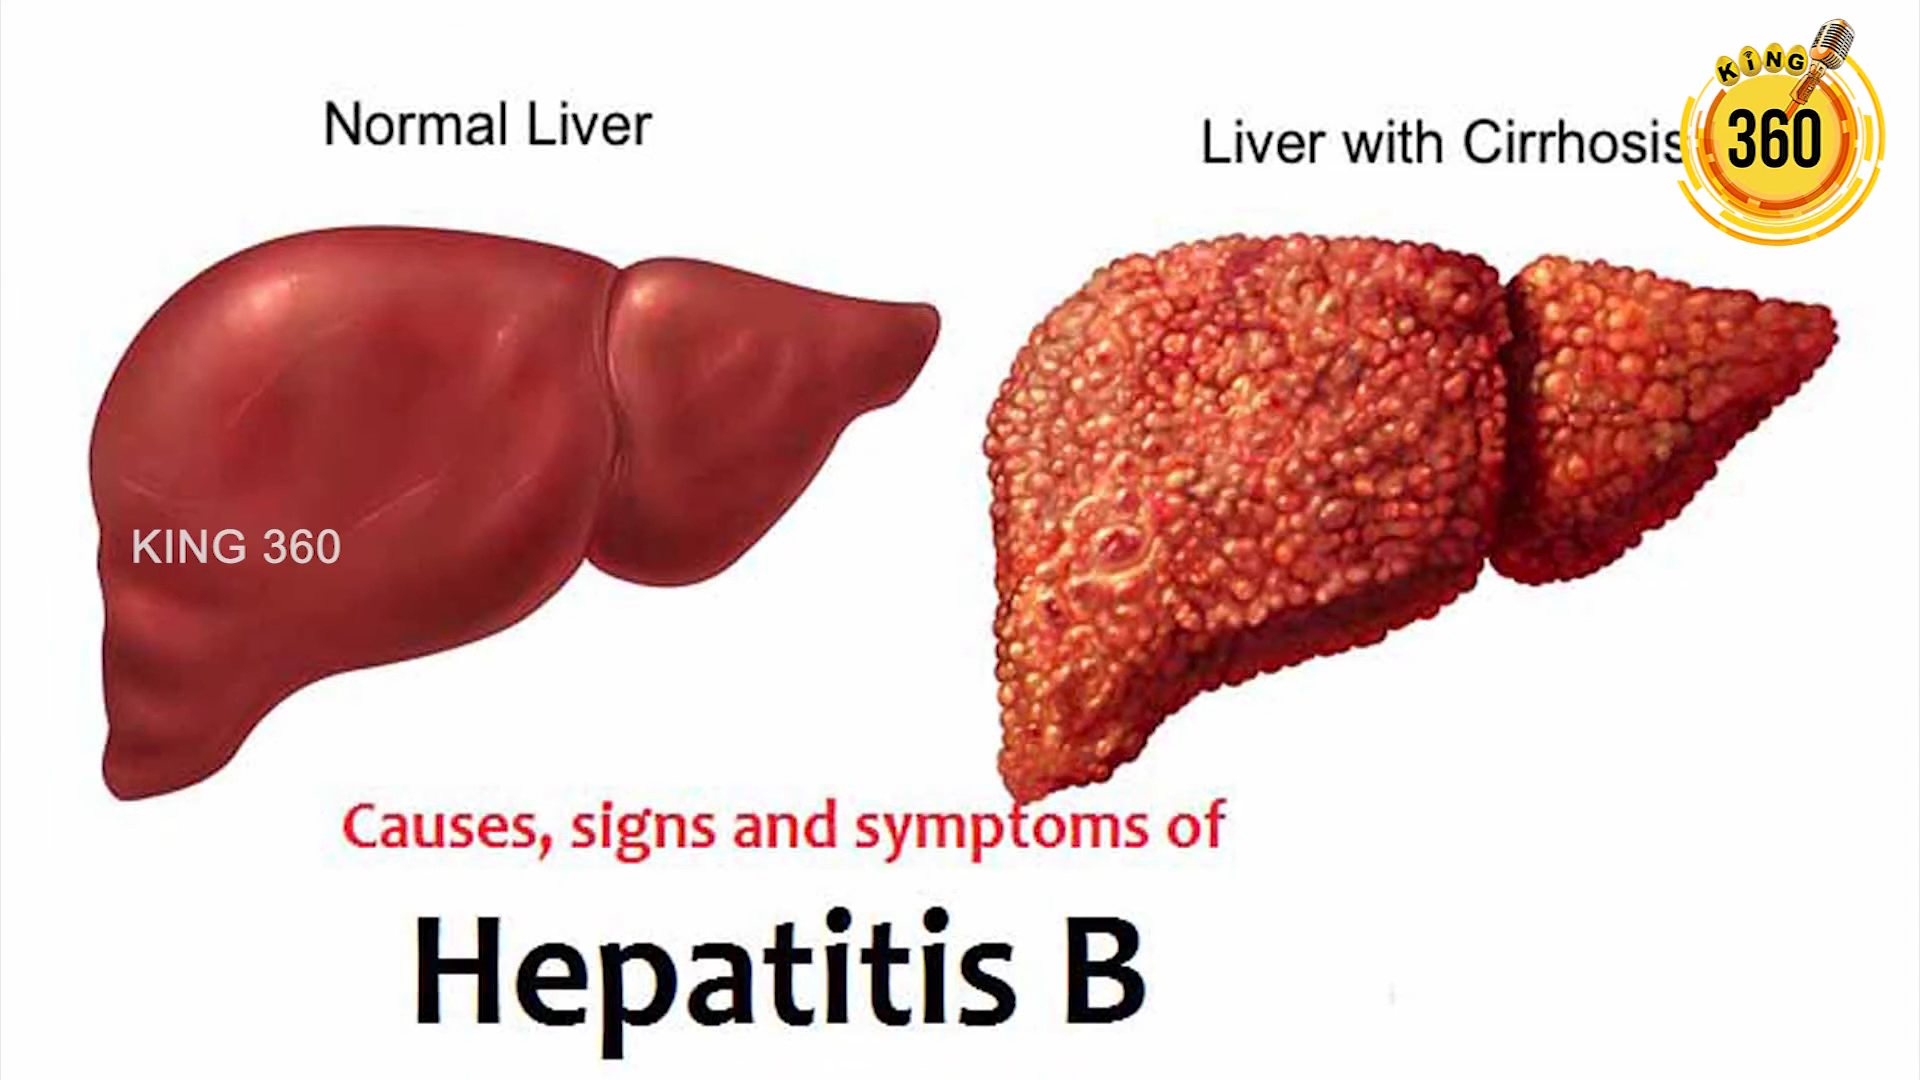 Normal Liver
Liver with Cirrhosis
KiNG
360
KING 360
Causes, signs and symptoms of
Hepatitis B